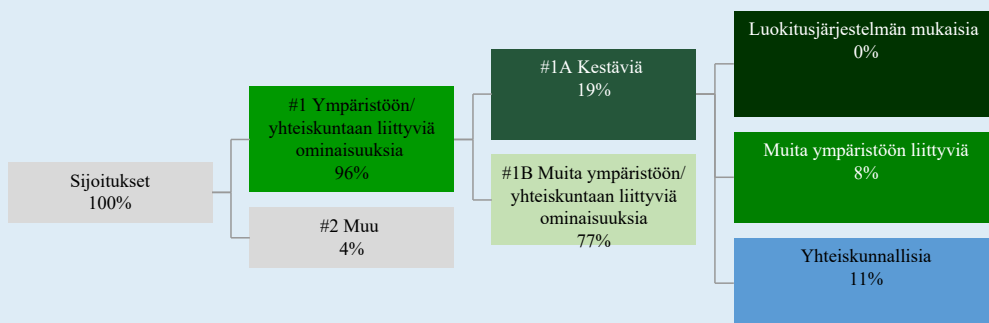 Sijoitukset
100%
#1 Ympäristöön/
yhteiskuntaan liittyviä
ominaisuuksia
96%
#2 Muu
4%
#1A Kestäviä
19%
#1B Muita ympäristöön/
yhteiskuntaan liittyviä
ominaisuuksia
77%
Luokitusjärjestelmän mukaisia
0%
Muita ympäristöön liittyviä
8%
Yhteiskunnallisia
11%